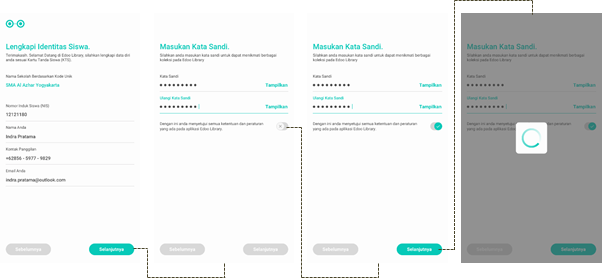 Lengkapi Identitas Siswa.
Terimakasih, Selamat Datang di Edoo Library, silahkan lengkapi data diri
anda sesuai Kartu Tanda Siswa (KTS).
Nama Sekolah Berdasarkan Kode Unik
SMA Al Azhar Yogyakarta
Nomor Induk Siswa (NIS)
12121180
Nama Anda
Indra Pratama
Kontak Panggilan
+62856 - 5977 - 9829
Email Anda
indra.pratama@outlook.com
Sebelumnya
Selanjutnya
Masukan Kata Sandi.
Silahkan anda masukan kata sandi untuk dapat menikmati berbagai
koleksi pada Edoo Library
Kata Sandi
Tampilkan
Ulangi Kata Sandi
Tampilkan
Dengan ini anda menyetujui semua ketentuan dan peraturan
yang ada pada aplikasi Edoo Library
Sebelumnya
Selanjutnya
Masukan Kata Sandi.
Silahkan anda masukan kata sandi untuk dapat menikmati berbagai
koleksi pada Edoo Library
Kata Sandi
Tampilkan
Ulangi Kata Sandi
Tampilkan
Dengan ini anda menyetujui semua ketentuan dan peraturan
yang ada pada aplikasi Edoo Library
Sebelumnya
Selanjutnya
Masukan Kata Sandi.
Silahkan anda masukan kata sandi untuk dapat menikmati berbagai
koleksi pada Edoo Library
Kata Sandi
Tampilkan
Ulangi Kata Sandi
Tampilkan
Dengan ini anda menyetujui semua ketentuan dan peraturan
yang ada pada aplikasi Edoo Library
Sebelumnya
Selanjutnya